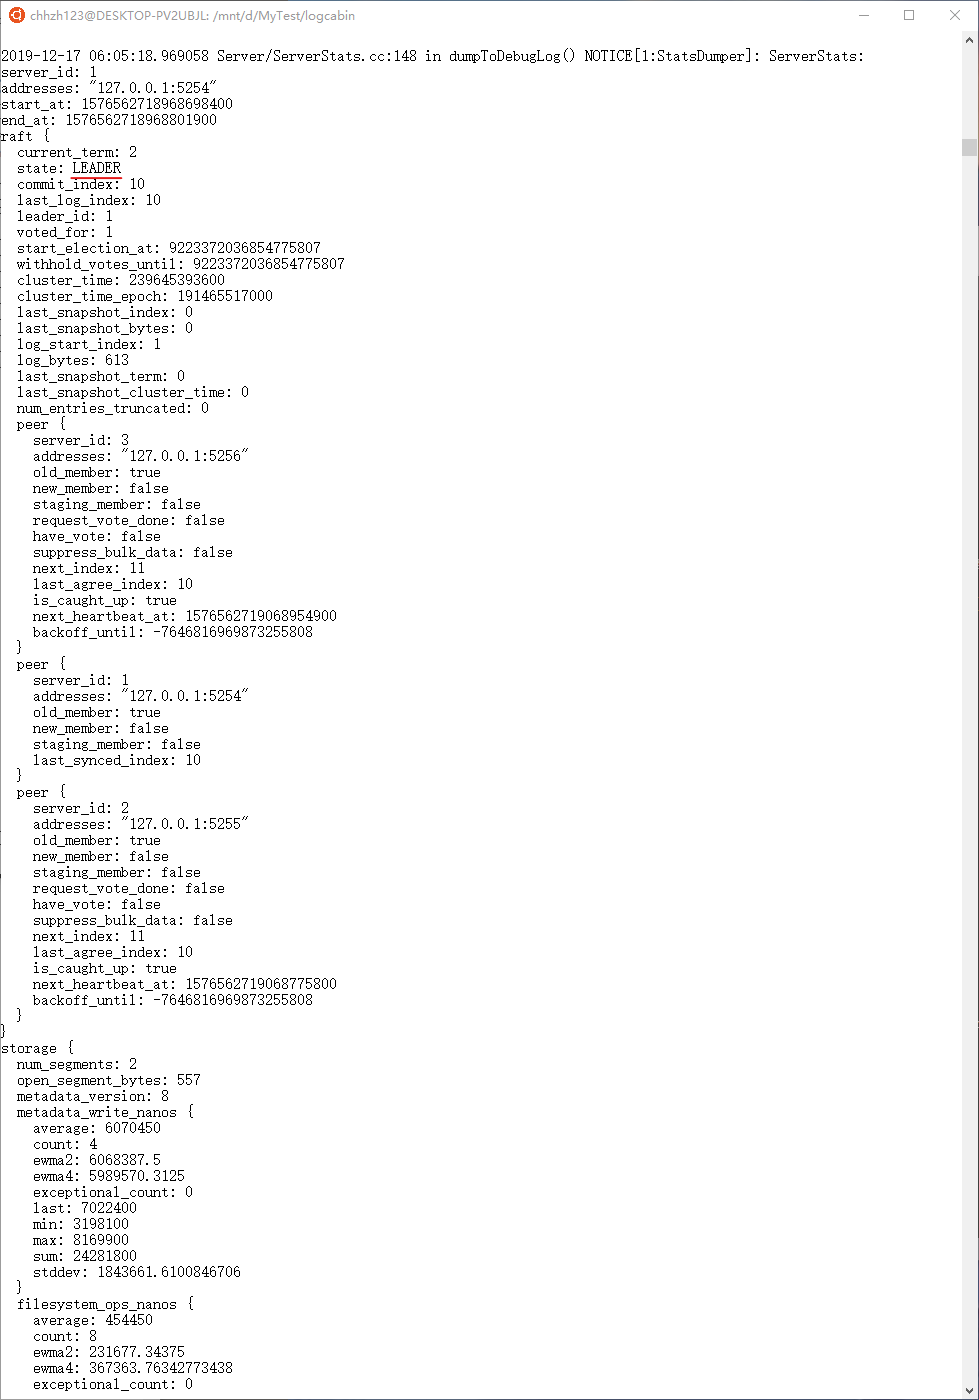 chhzh123@DESKTOP-PV2UBJL: /mnt/d/MyTest/logcabin
2019-12-17 06:05:18.969058 Server/ServerStats.cc:148 in dumpToDebugLog() NOTICE[1:StatsDumper]: ServerStats:
server_id: 1
addresses: "127.0.0.1:5254"
start_at: 1576562718968698400
end_at: 1576562718968801900
raft {
  current_term: 2
  state: LEADER
  commit_index: 10
  last_log_index: 10
  leader_id: 1
  voted_for: 1
  start_election_at: 9223372036854775807
  withhold_votes_until: 9223372036854775807
  cluster_time: 239645393600
  cluster_time_epoch: 191465517000
  last_snapshot_index: 0
  last_snapshot_bytes: 0
  log_start_index: 1
  log_bytes: 613
  last_snapshot_term: 0
  last_snapshot_cluster_time: 0
  num_entries_truncated: 0
  peer {
    server_id: 3
    addresses: "127.0.0.1:5256"
    old_member: true
    new_member: false
    staging_member: false
    request_vote_done: false
    have_vote: false
    suppress_bulk_data: false
    next_index: 11
    last_agree_index: 10
    is_caught_up: true
    next_heartbeat_at: 1576562719068954900
    backoff_until: -7646816969873255808
  }
  peer {
    server_id: 1
    addresses: "127.0.0.1:5254"
    old_member: true
    new_member: false
    staging_member: false
    last_synced_index: 10
  }
  peer {
    server_id: 2
    addresses: "127.0.0.1:5255"
    old_member: true
    new_member: false
    staging_member: false
    request_vote_done: false
    have_vote: false
    suppress_bulk_data: false
    next_index: 11
    last_agree_index: 10
    is_caught_up: true
    next_heartbeat_at: 1576562719068775800
    backoff_until: -7646816969873255808
  }
}
storage {
  num_segments: 2
  open_segment_bytes: 557
  metadata_version: 8
  metadata_write_nanos {
    average: 6070450
    count: 4
    ewma2: 6068387.5
    ewma4: 5989570.3125
    exceptional_count: 0
    last: 7022400
    min: 3198100
    max: 8169900
    sum: 24281800
    stddev: 1843661.6100846706
  }
  filesystem_ops_nanos {
    average: 454450
    count: 8
    ewma2: 231677.34375
    ewma4: 367363.76342773438
    exceptional_count: 0